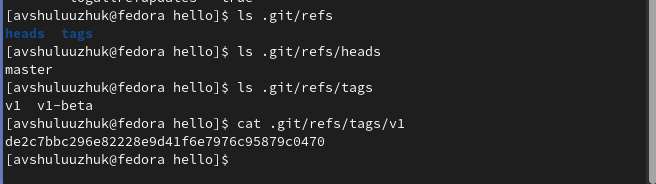 [avshuluuzhuk@fedora hello]$ ls .git/refs
heads  tags
[avshuluuzhuk@fedora hello]$ ls .git/refs/heads
master
[avshuluuzhuk@fedora hello]$ ls .git/refs/tags
v1  v1-beta
[avshuluuzhuk@fedora hello]$ cat .git/refs/tags/v1
de2c7bbc296e82228e9d41f6e7976c95879c0470
[avshuluuzhuk@fedora hello]$